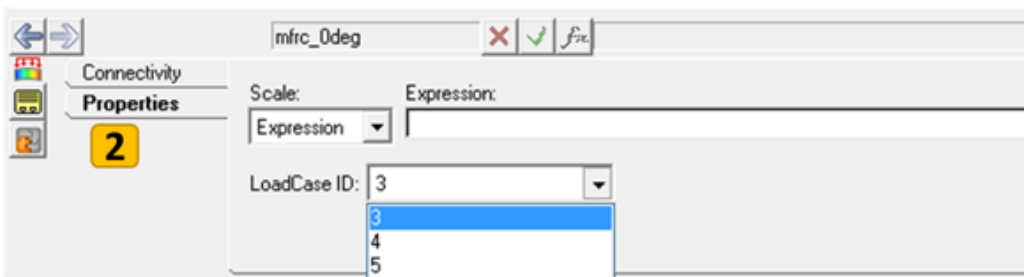 mfrc_0deg
Connectivity
Properties
2
Scale: Expression:
Expression
LoadCase ID: 3
3
4
5